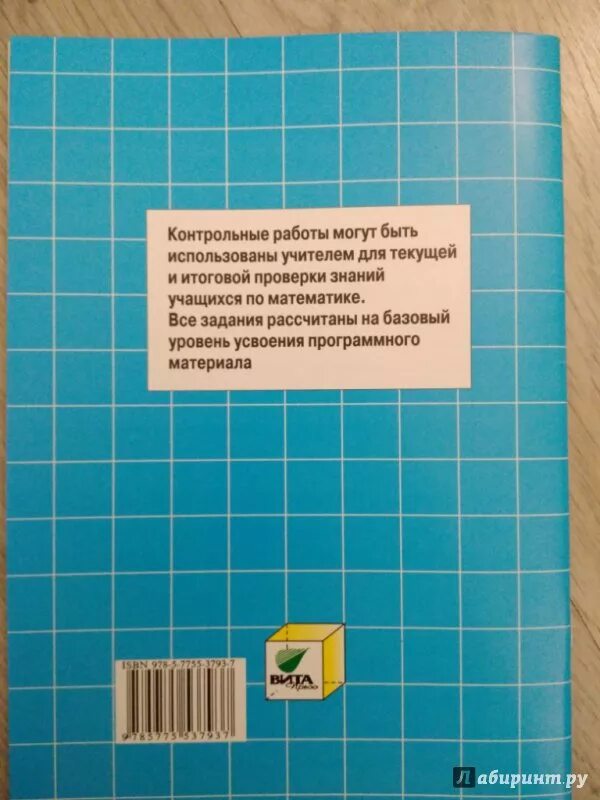 Контрольные работы могут быть
использованы учителем для текущей
и итоговой проверки знаний
учащихся по математике.
Все задания рассчитаны на базовый
уровень усвоения программного
материала
ISBN 978-5-7755-3793-7
9785775537937
ВИТА
Пресс
Лабиринт.ру